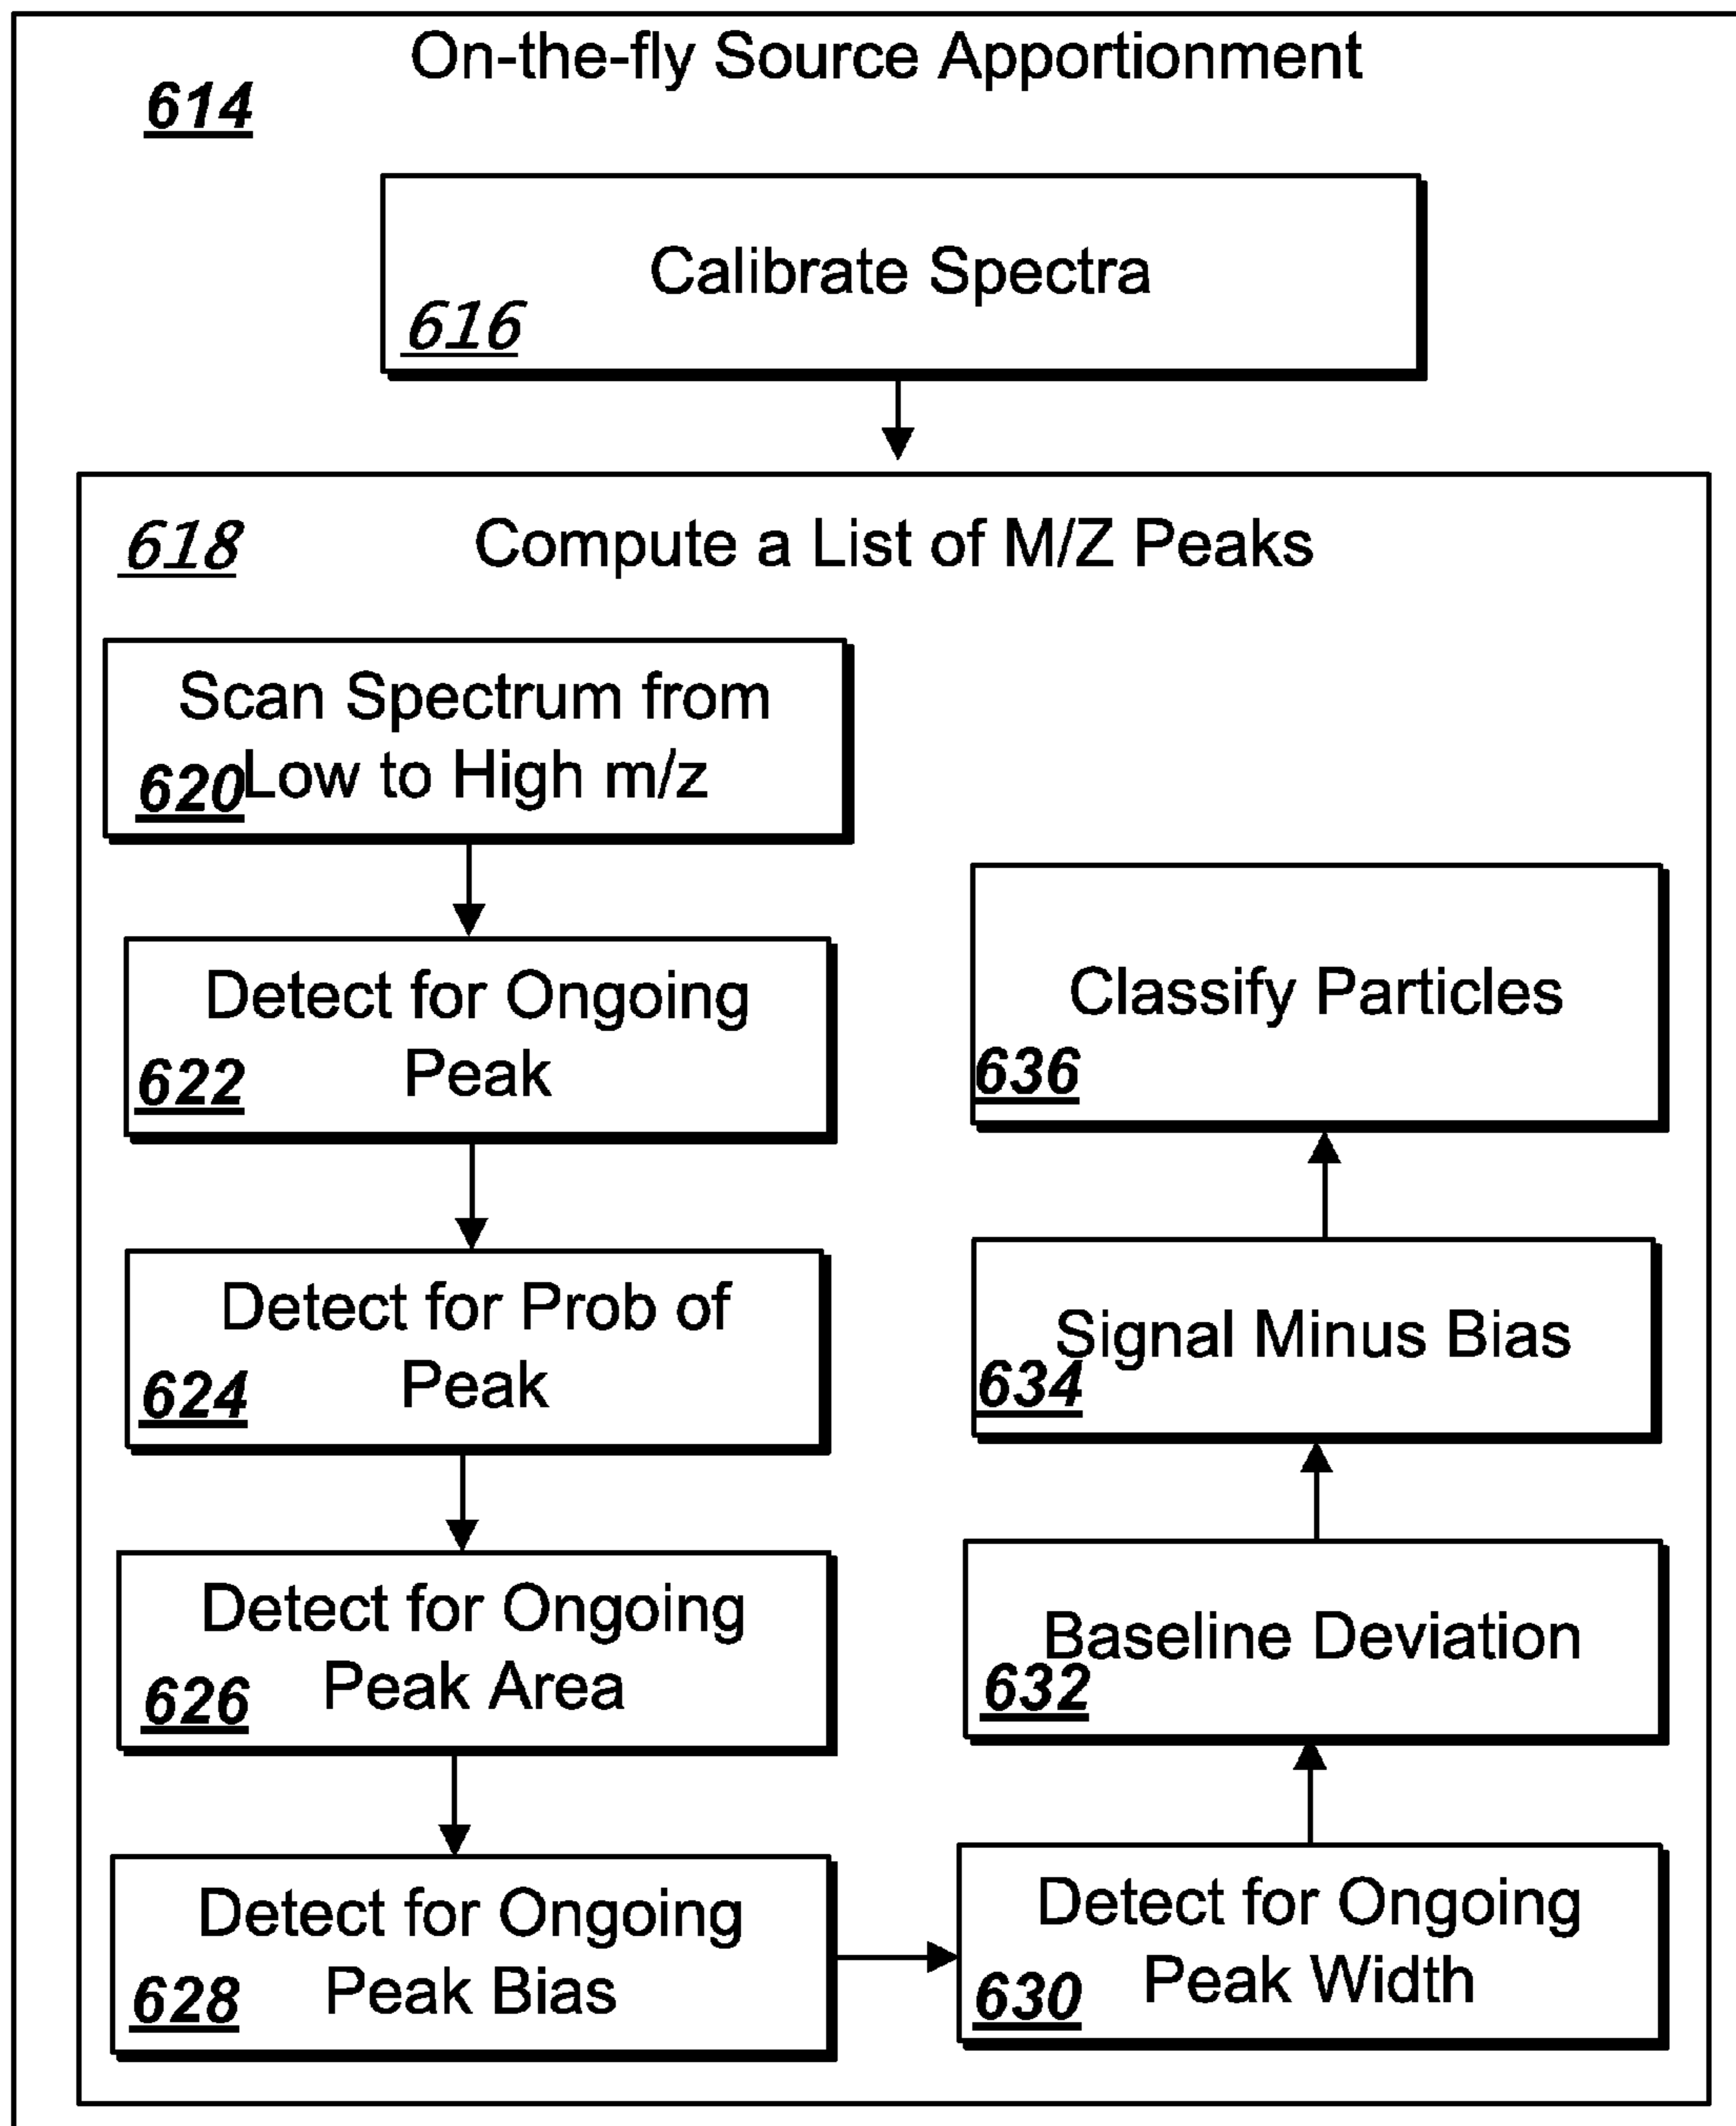 On-the-fly Source Apportionment
614
Calibrate Spectra
616
618
Compute a List of M/Z Peaks
Scan Spectrum from
Low to High m/z
620
Detect for Ongoing
Peak
622
Detect for Prob of
Peak
624
Detect for Ongoing
Peak Area
626
Detect for Ongoing
Peak Bias
628
Detect for Ongoing
Peak Width
630
Baseline Deviation
632
Signal Minus Bias
634
Classify Particles
636